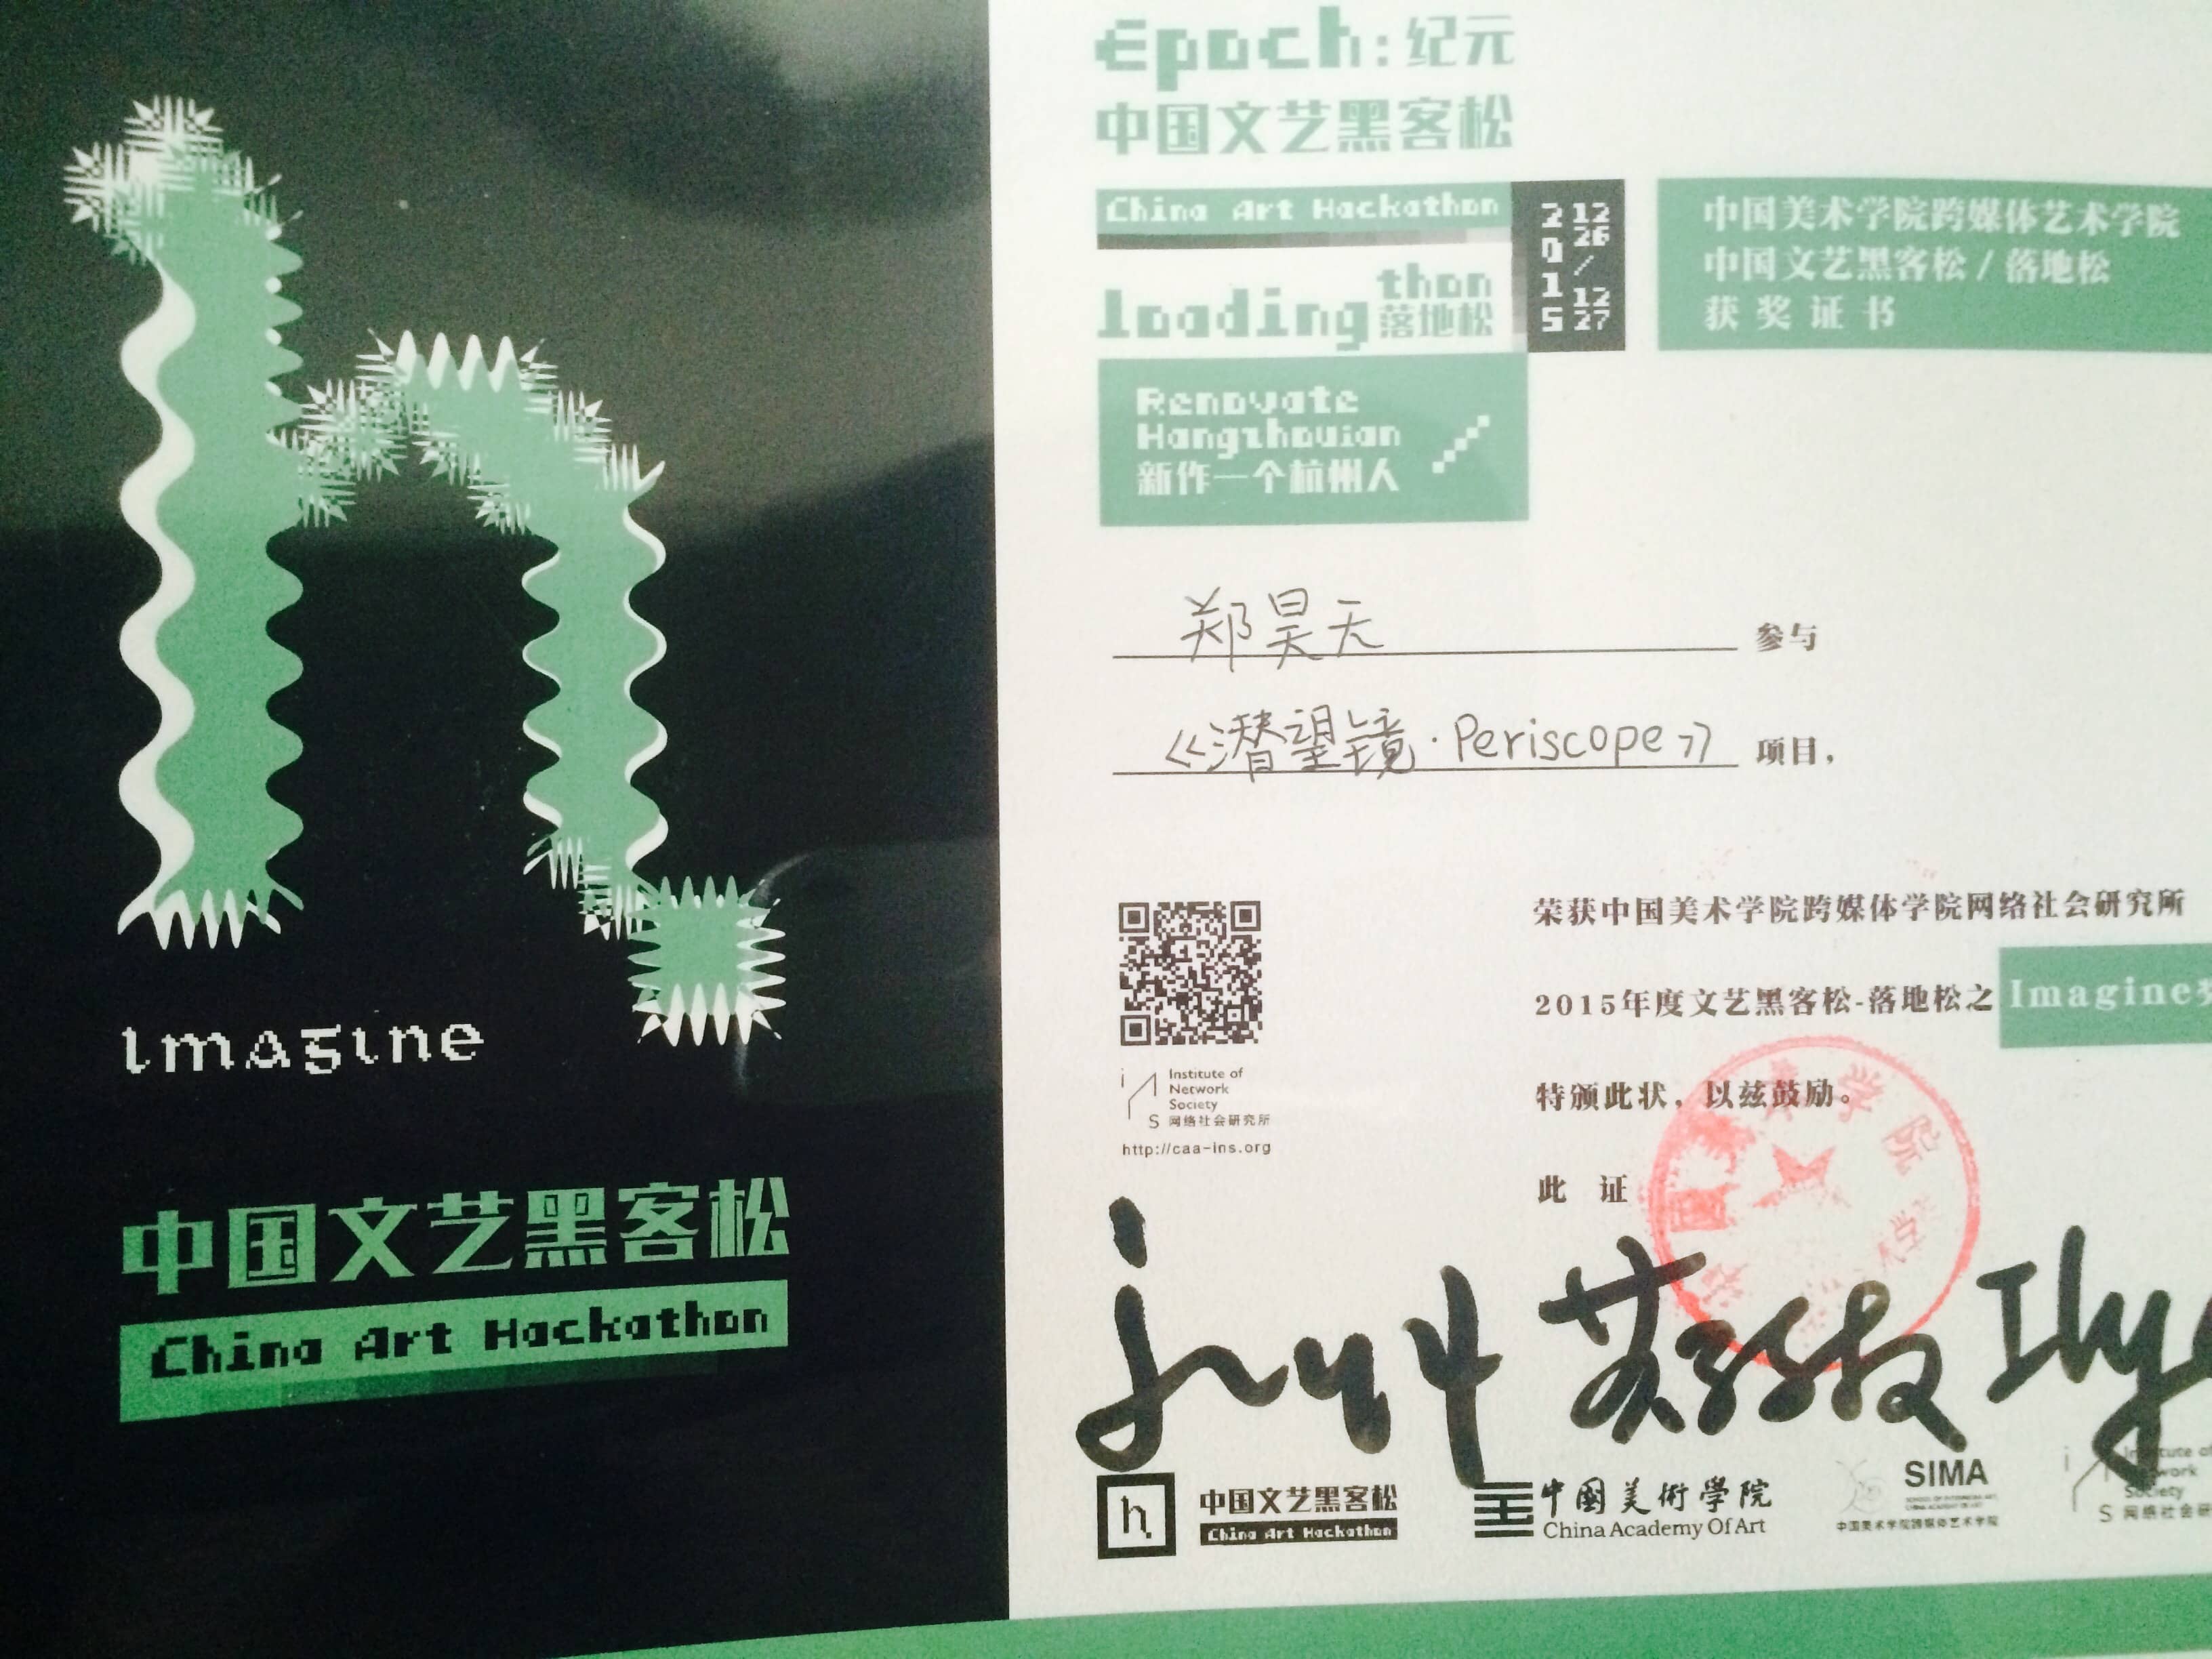 imagine
中国文艺黑客松
China Art Hackathon
Epoch:纪元
中国文艺黑客松
China Art Hackathon
loadingthon
落地松
2015
12
26
/
12
27
Renovate
Hangzhouian
新作一个杭州人
中国美术学院跨媒体艺术学院
中国文艺黑客松/落地松
获奖证书
郑昊天 参与
《潜望镜·Periscope》 项目，
荣获中国美术学院跨媒体学院网络社会研究所
2015年度文艺黑客松-落地松之 Imagine
特颁此状，以兹鼓励。
此 证
Institute of
Network
Society
网络社会研究所
http://caa-ins.org
h
中国文艺黑客松
China Art Hackathon
中國美術學院
China Academy Of Art
SIMA
中国美术学院跨媒体艺术学院
Society
S 网络社会研